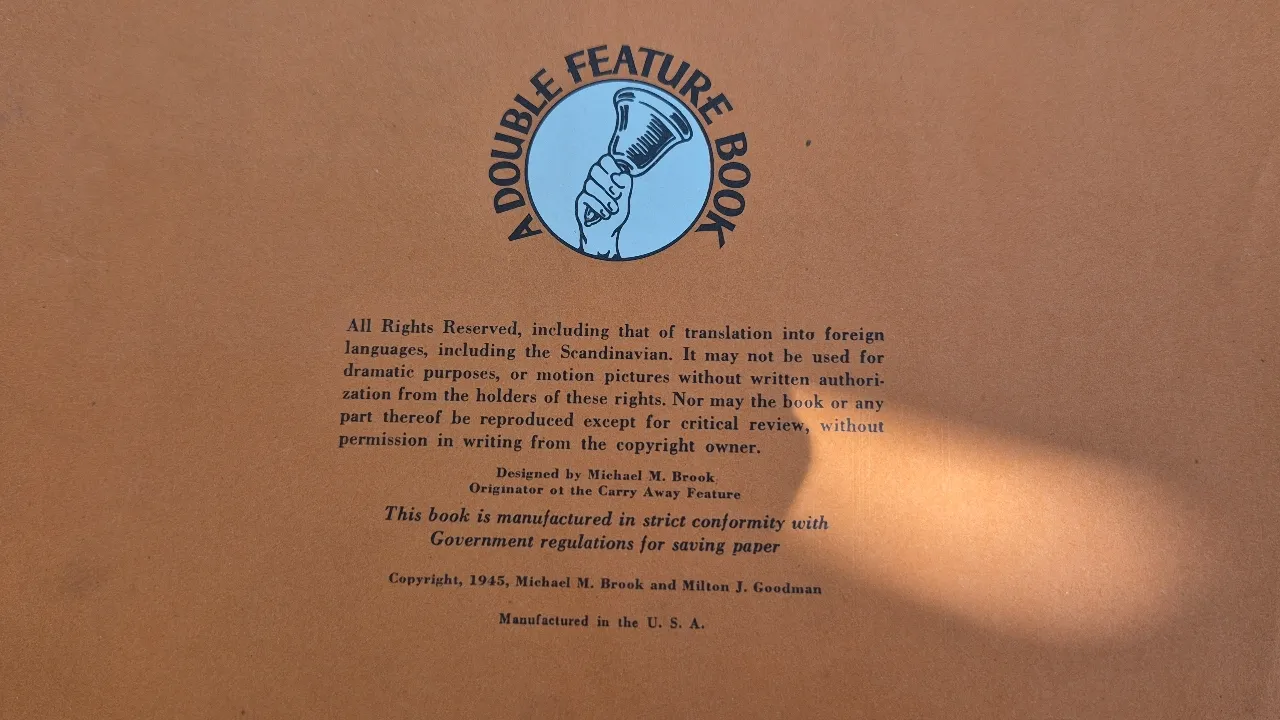 A DOUBLE FEATURE BOOK
All Rights Reserved, including that of translation into foreign
languages, including the Scandinavian. It may not be used for
dramatic purposes, or motion pictures without written authori-
zation from the holders of these rights. Nor may the book or any
part thereof be reproduced except for critical review, without
permission in writing from the copyright owner.
Designed by Michael M. Brook
Originator of the Carry Away Feature
This book is manufactured in strict conformity with
Government regulations for saving paper
Copyright, 1945, Michael M. Brook and Milton J. Goodman
Manufactured in the U. S. A.